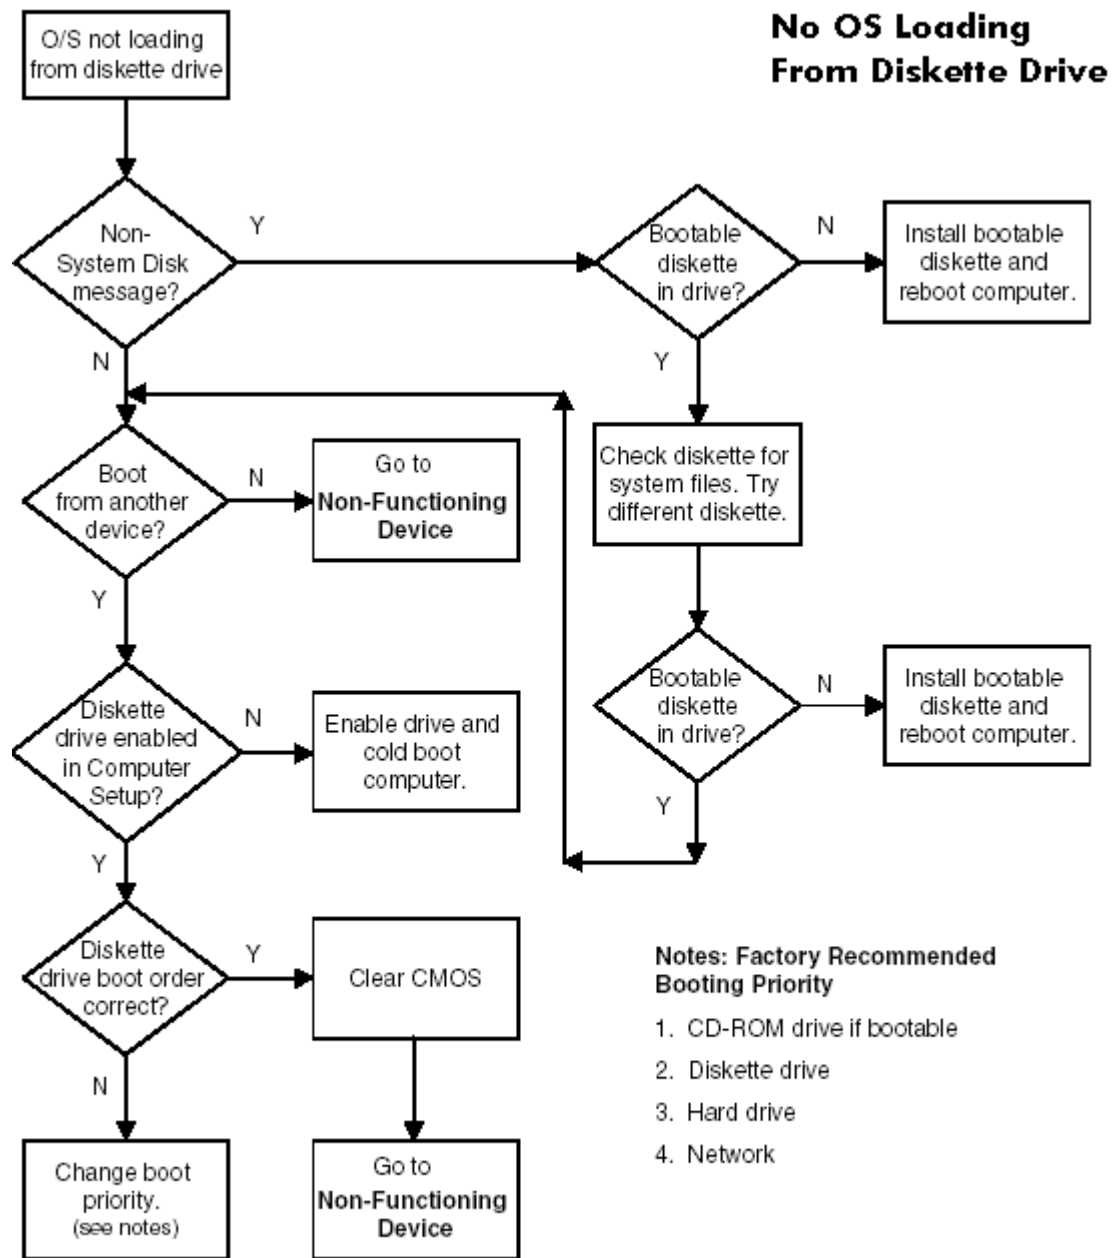 No OS Loading
From Diskette Drive
O/S not loading
from diskette drive
Non-
System Disk
message?
Y
N
Bootable
diskette
in drive?
N
Install bootable
diskette and
reboot computer.
Y
Check diskette for
system files. Try
different diskette.
Bootable
diskette
in drive?
N
Install bootable
diskette and
reboot computer.
Y
Boot
from another
device?
N
Go to
Non-Functioning
Device
Y
Diskette
drive enabled
in Computer
Setup?
N
Enable drive and
cold boot
computer.
Y
Diskette
drive boot order
correct?
Y
Clear CMOS
Go to
Non-Functioning
Device
N
Change boot
priority.
(see notes)
Notes: Factory Recommended
Booting Priority
1. CD-ROM drive if bootable
2. Diskette drive
3. Hard drive
4. Network